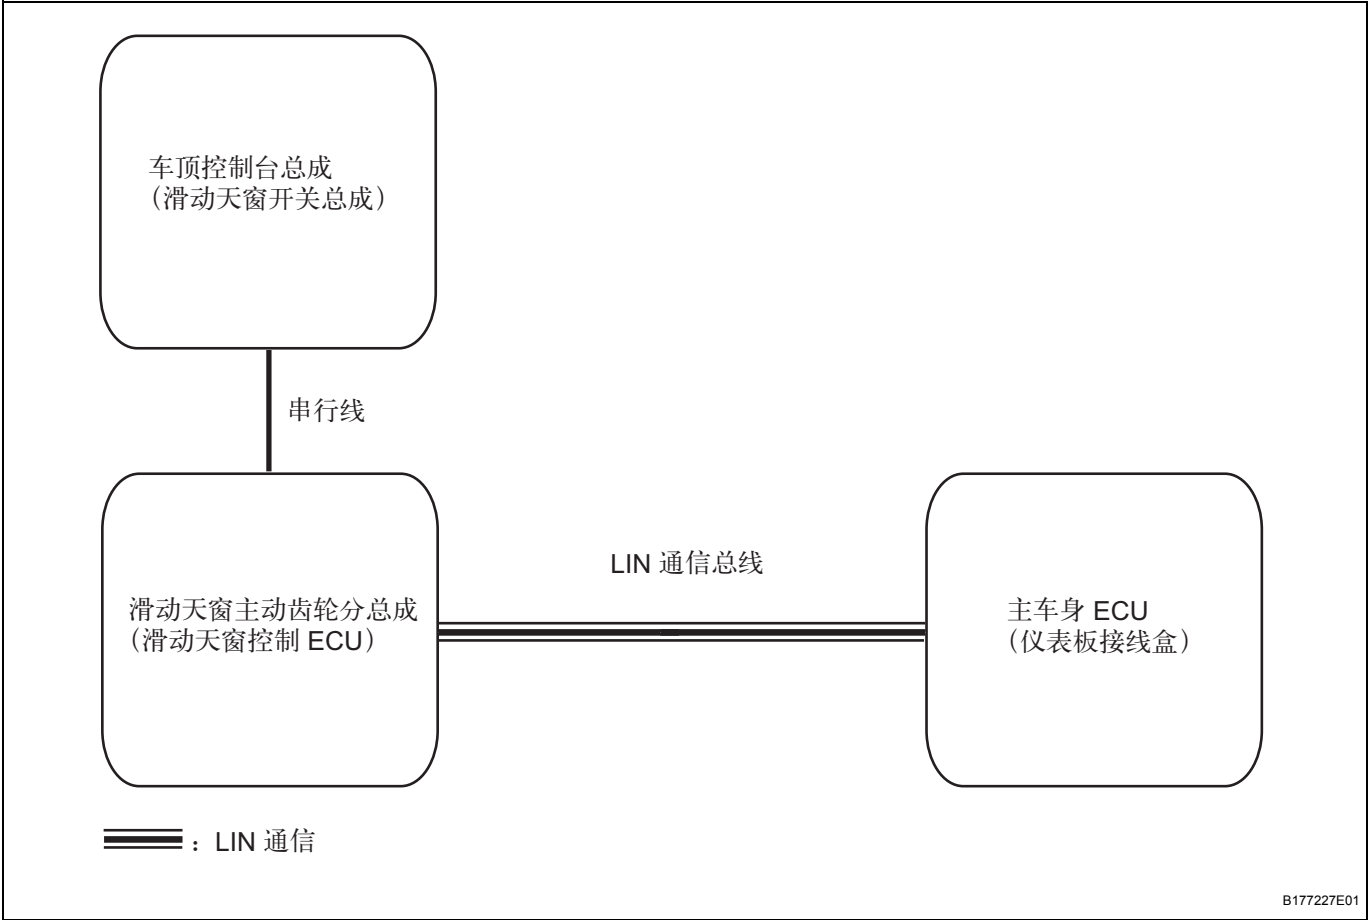 车顶控制台总成
（滑动天窗开关总成）
串行线
LIN 通信总线
滑动天窗主动齿轮分总成
（滑动天窗控制 ECU）
主车身 ECU
（仪表板接线盒）
：LIN 通信
B177227E01